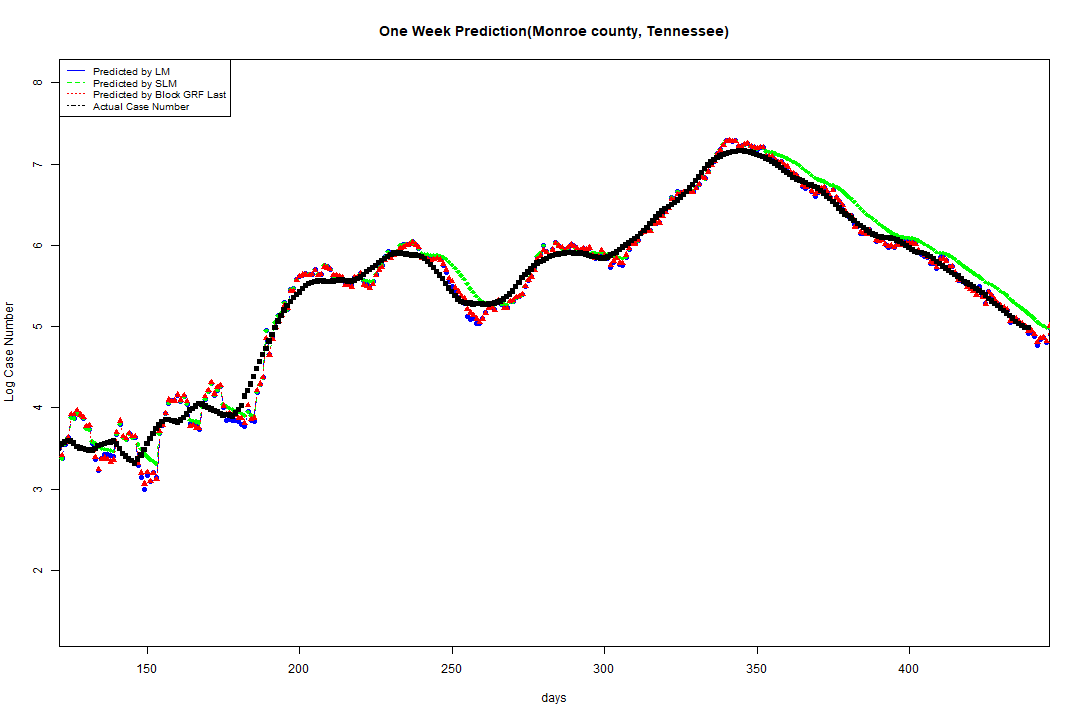 One Week Prediction(Monroe county, Tennessee)
Predicted by LM
Predicted by SLM
Predicted by Block GRF Last
Actual Case Number
8
7
6
5
4
3
2
Log Case Number
150 200 250 300 350 400
days